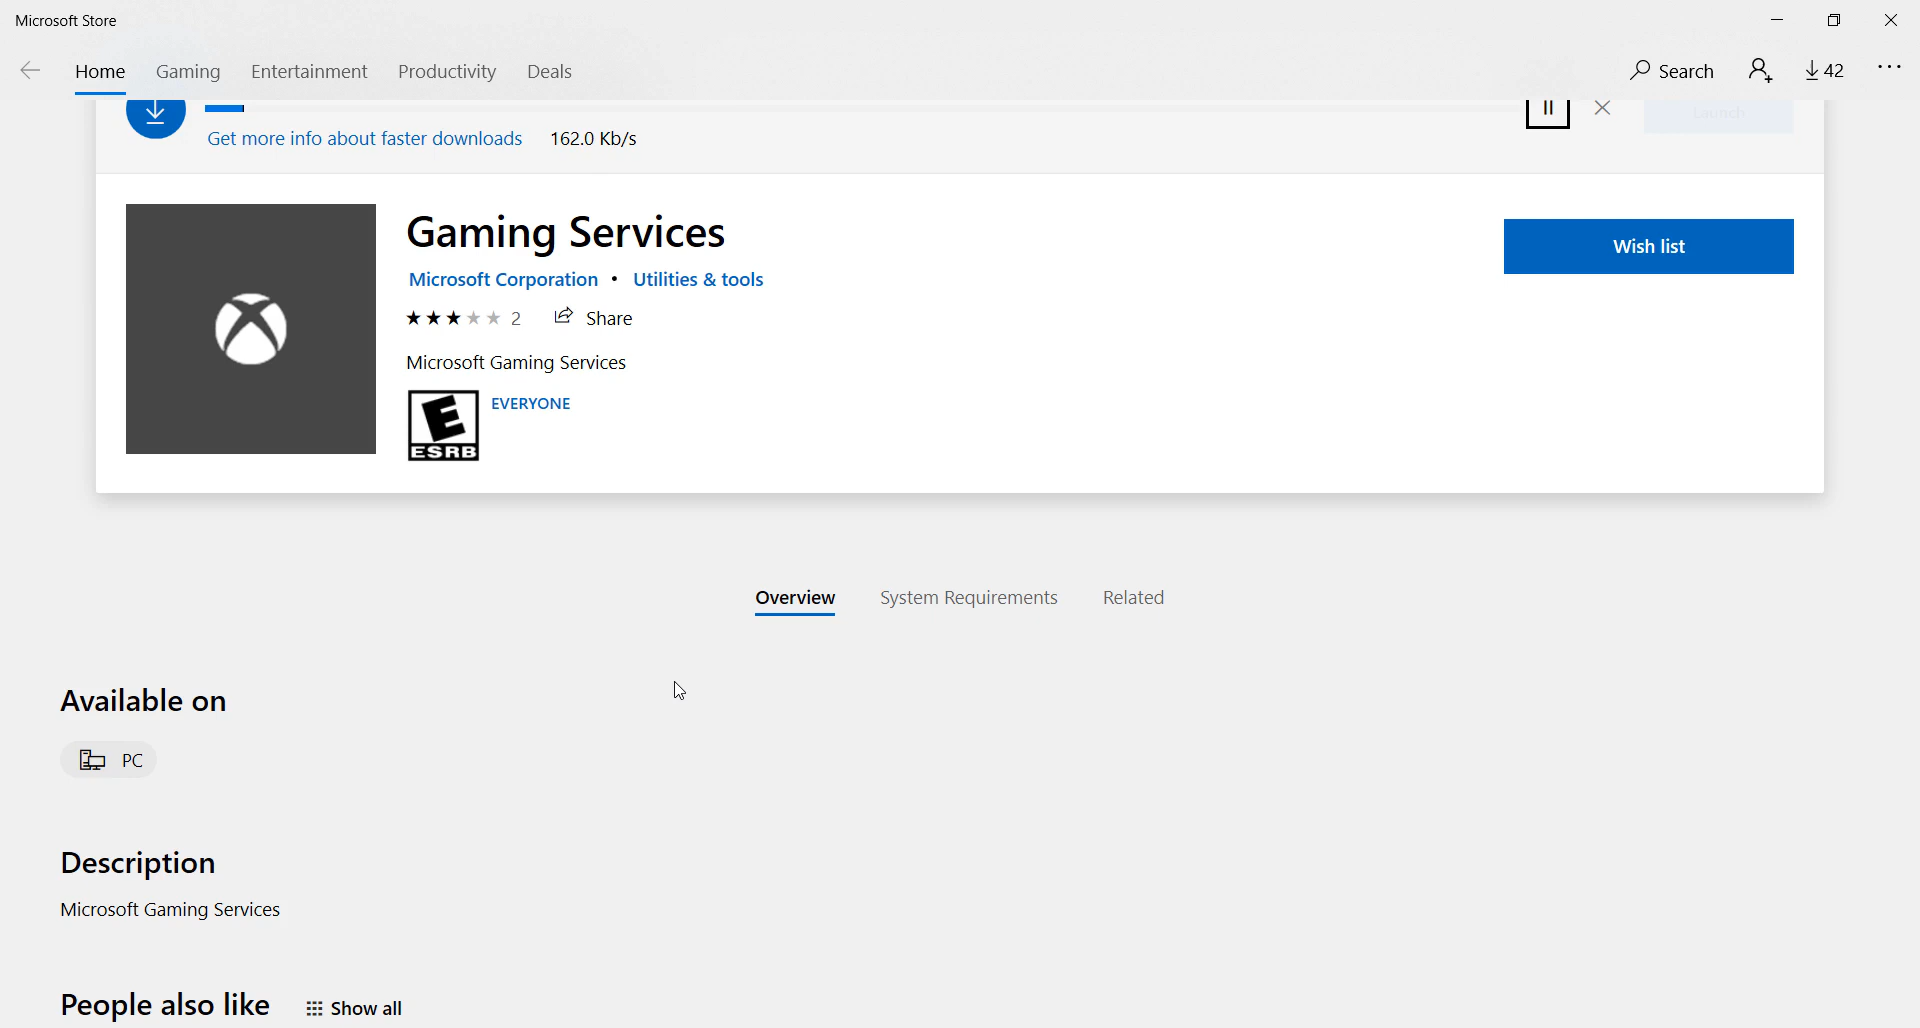 Microsoft Store
Home Gaming Entertainment Productivity Deals Search 42
Launch
Get more info about faster downloads 162.0 Kb/s
Gaming Services
Wish list
Microsoft Corporation • Utilities & tools
2 Share
Microsoft Gaming Services
E EVERYONE
ESRB
Overview System Requirements Related
Available on
PC
Description
Microsoft Gaming Services
People also like Show all